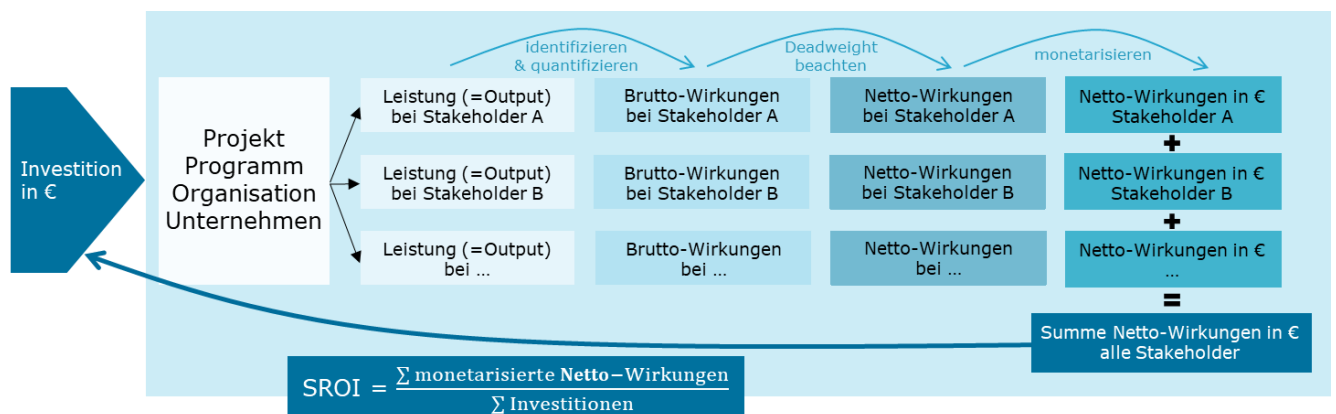 identifizieren
& quantifizieren
Deadweight
beachten
monetarisieren
Investition
in €
Projekt
Programm
Organisation
Unternehmen
Leistung (=Output)
bei Stakeholder A
Brutto-Wirkungen
bei Stakeholder A
Netto-Wirkungen
bei Stakeholder A
Netto-Wirkungen in €
Stakeholder A
+
Leistung (=Output)
bei Stakeholder B
Brutto-Wirkungen
bei Stakeholder B
Netto-Wirkungen
bei Stakeholder B
Netto-Wirkungen in €
Stakeholder B
+
Leistung (=Output)
bei ...
Brutto-Wirkungen
bei ...
Netto-Wirkungen
bei ...
Netto-Wirkungen in €
...
=
Summe Netto-Wirkungen in €
alle Stakeholder
SROI = ∑ monetarisierte Netto−Wirkungen
∑ Investitionen